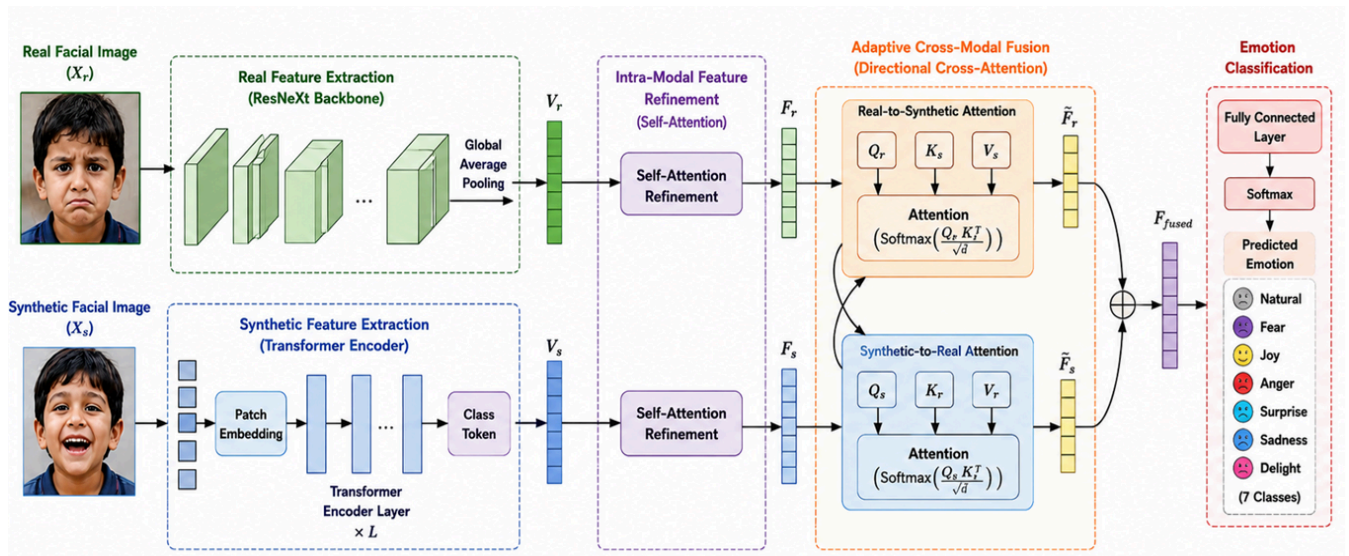 Real Facial Image
(X_r)
Real Feature Extraction
(ResNeXt Backbone)
...
Global
Average
Pooling
V_r
Intra-Modal Feature
Refinement
(Self-Attention)
Self-Attention
Refinement
F_r
Adaptive Cross-Modal Fusion
(Directional Cross-Attention)
Real-to-Synthetic Attention
Q_r K_s V_s
Attention
(Softmax(Q_r K_s^T / √d))
F̃_r
Synthetic Facial Image
(X_s)
Synthetic Feature Extraction
(Transformer Encoder)
Patch
Embedding
...
Class
Token
Transformer
Encoder Layer
× L
V_s
Self-Attention
Refinement
F_s
Synthetic-to-Real Attention
Q_s K_r V_r
Attention
(Softmax(Q_s K_r^T / √d))
F̃_s
F_fused
Emotion
Classification
Fully Connected
Layer
Softmax
Predicted
Emotion
Natural
Fear
Joy
Anger
Surprise
Sadness
Delight
(7 Classes)